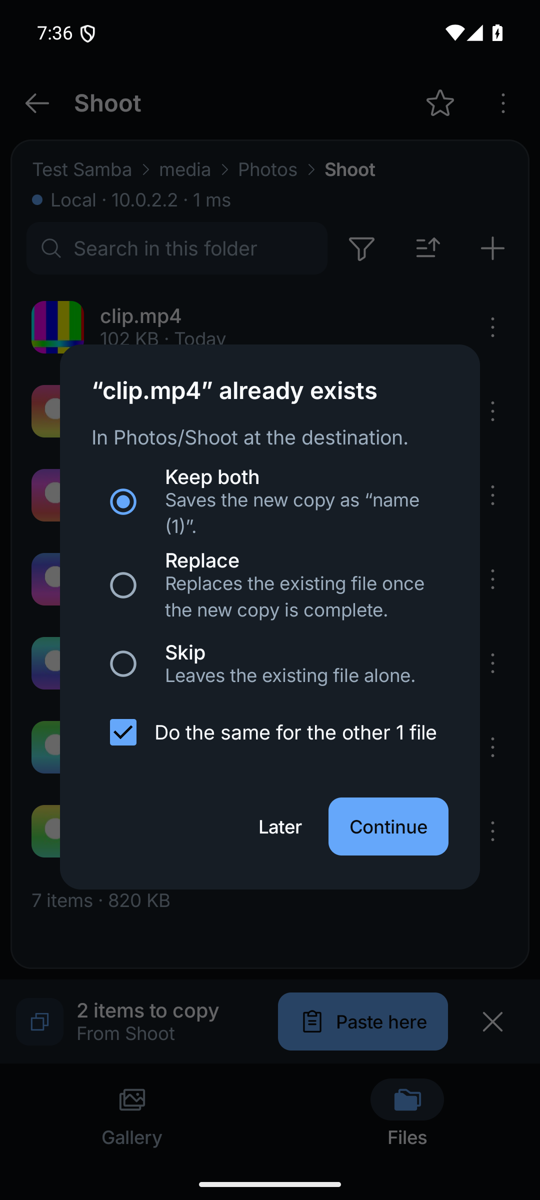 7:36
Shoot
Test Samba > media > Photos > Shoot
Local · 10.0.2.2 · 1 ms
Search in this folder
clip.mp4
102 KB · Today
“clip.mp4” already exists
In Photos/Shoot at the destination.
Keep both
Saves the new copy as “name
(1)”.
Replace
Replaces the existing file once
the new copy is complete.
Skip
Leaves the existing file alone.
Do the same for the other 1 file
Later
Continue
7 items · 820 KB
2 items to copy
From Shoot
Paste here
Gallery
Files